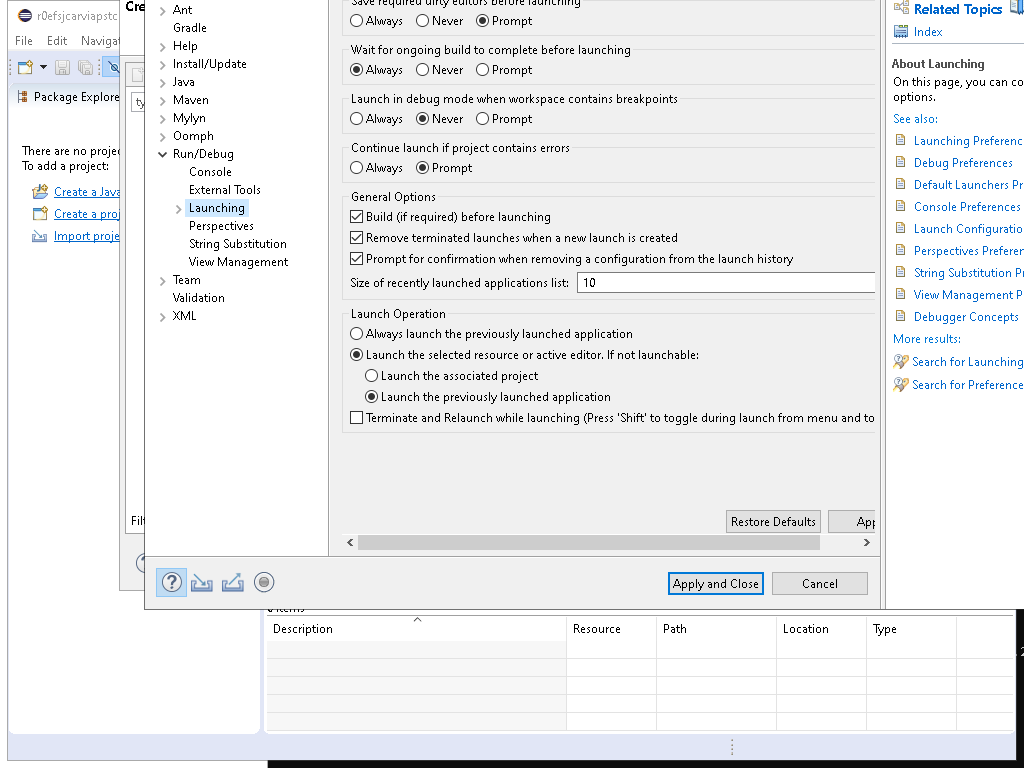 r0efsjcarviapstc
Cre
File Edit Navigat
Package Explore
There are no projec
To add a project:
Create a Java
Create a proj
Import proje
ty
Filt
Ant
Gradle
Help
Install/Update
Java
Maven
Mylyn
Oomph
Run/Debug
Console
External Tools
Launching
Perspectives
String Substitution
View Management
Team
Validation
XML
Save required dirty editors before launching
Always Never Prompt
Wait for ongoing build to complete before launching
Always Never Prompt
Launch in debug mode when workspace contains breakpoints
Always Never Prompt
Continue launch if project contains errors
Always Prompt
General Options
Build (if required) before launching
Remove terminated launches when a new launch is created
Prompt for confirmation when removing a configuration from the launch history
Size of recently launched applications list: 10
Launch Operation
Always launch the previously launched application
Launch the selected resource or active editor. If not launchable:
Launch the associated project
Launch the previously launched application
Terminate and Relaunch while launching (Press 'Shift' to toggle during launch from menu and to
Restore Defaults App
Apply and Close Cancel
Related Topics
Index
About Launching
On this page, you can co
options.
See also:
Launching Preferenc
Debug Preferences
Default Launchers Pr
Console Preferences
Launch Configuratio
Perspectives Preferen
String Substitution Pr
View Management P
Debugger Concepts
More results:
Search for Launching
Search for Preference
Description Resource Path Location Type